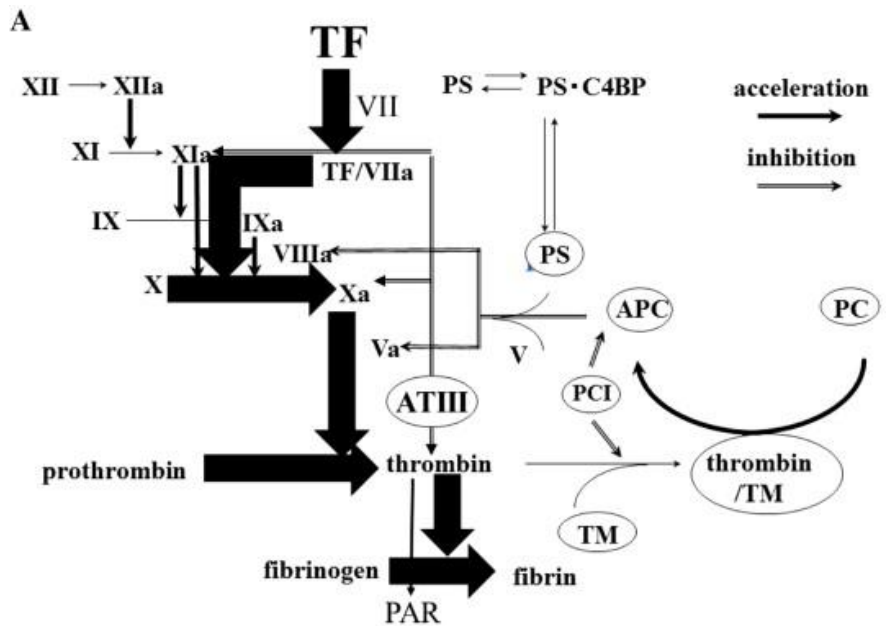 A
TF
XII
XIIa
VII
PS
PS·C4BP
acceleration
XI
XIa
TF/VIIa
inhibition
IX
IXa
VIIIa
PS
X
Xa
APC
PC
Va
V
PCI
ATIII
prothrombin
thrombin
thrombin
/TM
TM
fibrinogen
fibrin
PAR